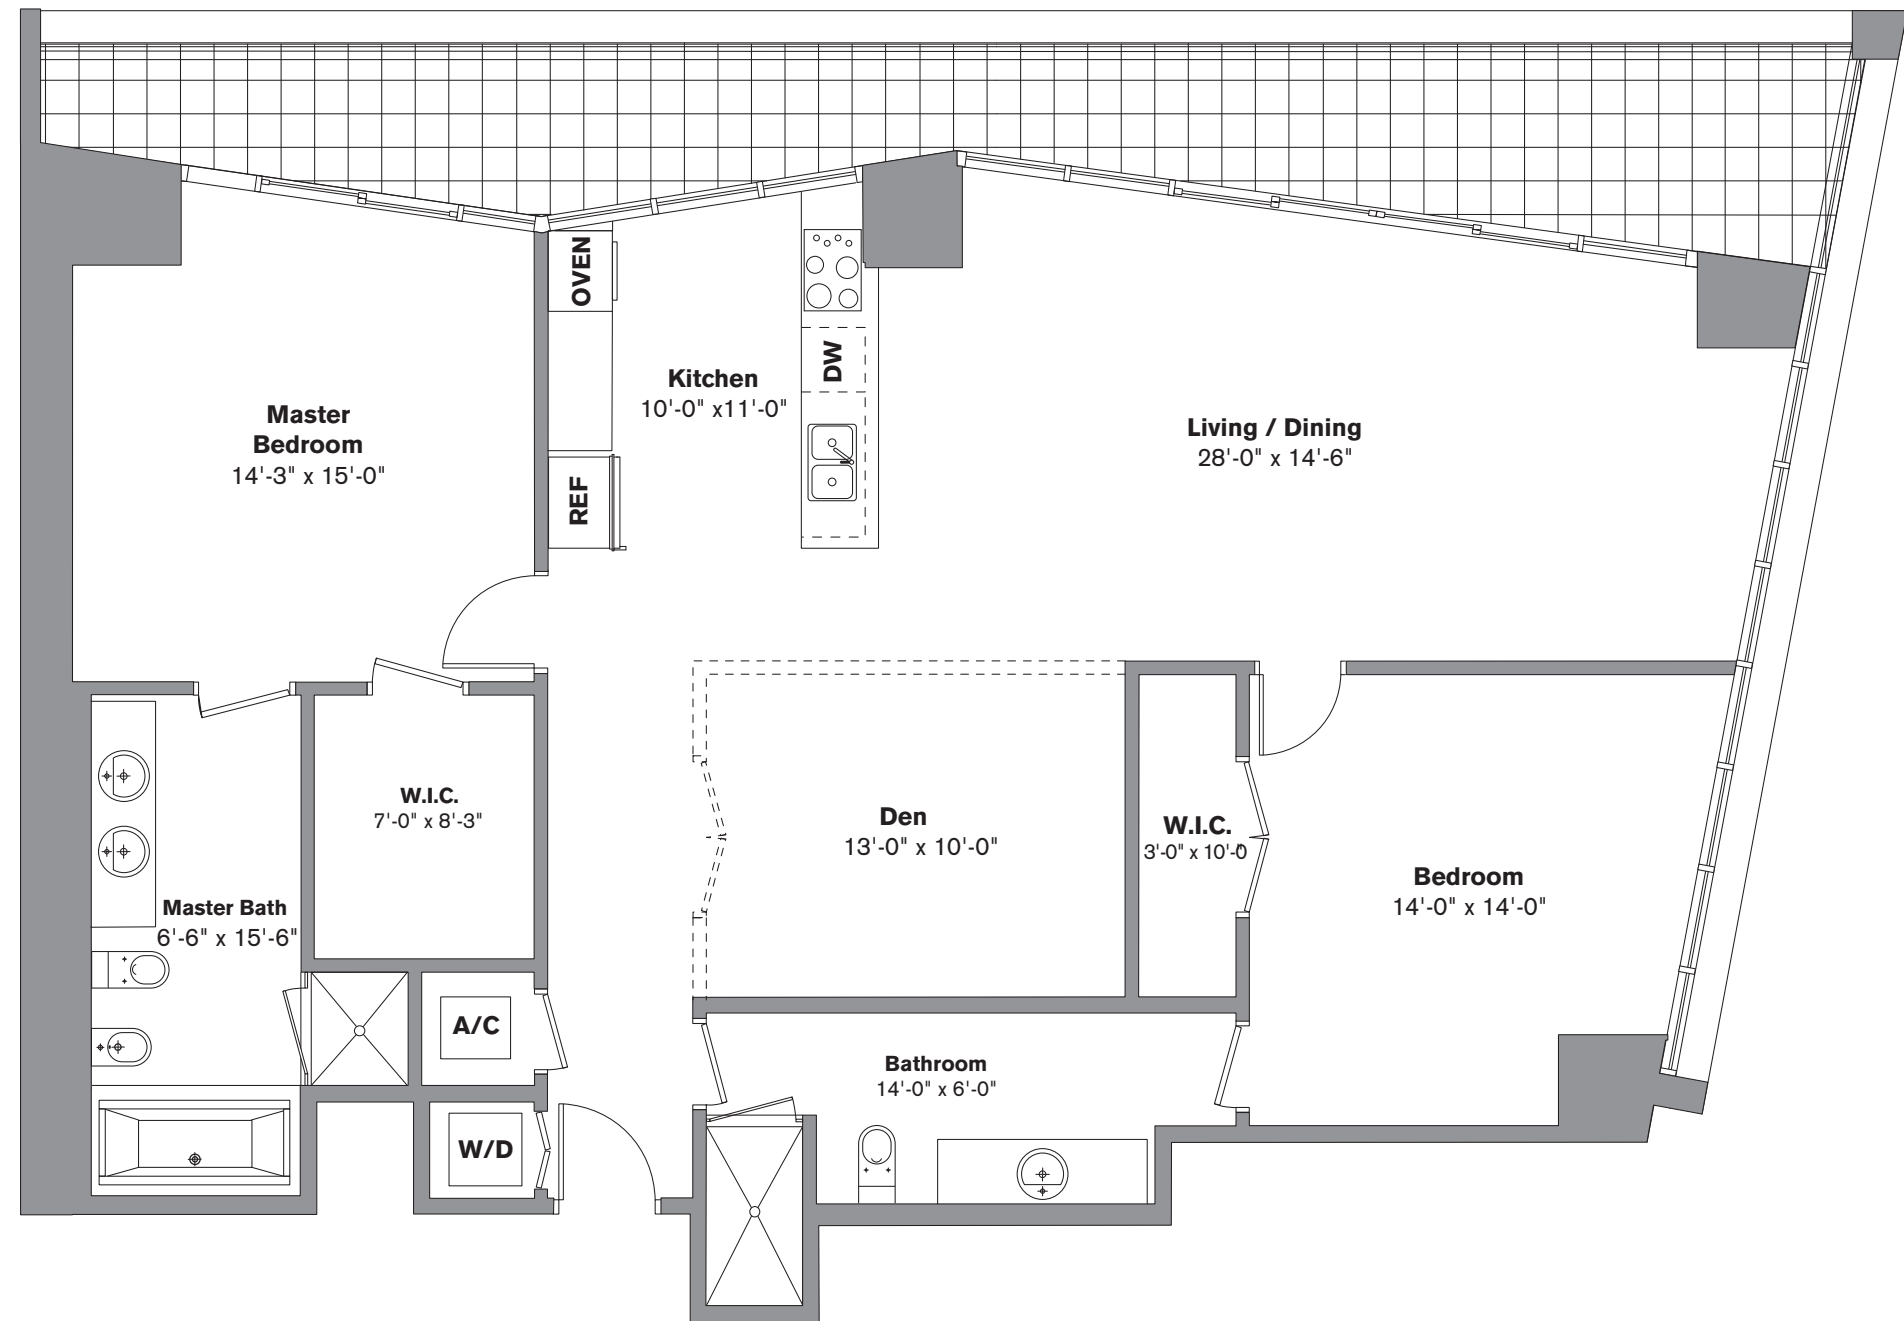 OVEN
Kitchen
10'-0" x11'-0"
DW
REF
Master
Bedroom
14'-3" x 15'-0"
Living / Dining
28'-0" x 14'-6"
W.I.C.
7'-0" x 8'-3"
Den
13'-0" x 10'-0"
W.I.C.
3'-0" x 10'-0
Bedroom
14'-0" x 14'-0"
Master Bath
6'-6" x 15'-6"
A/C
Bathroom
14'-0" x 6'-0"
W/D